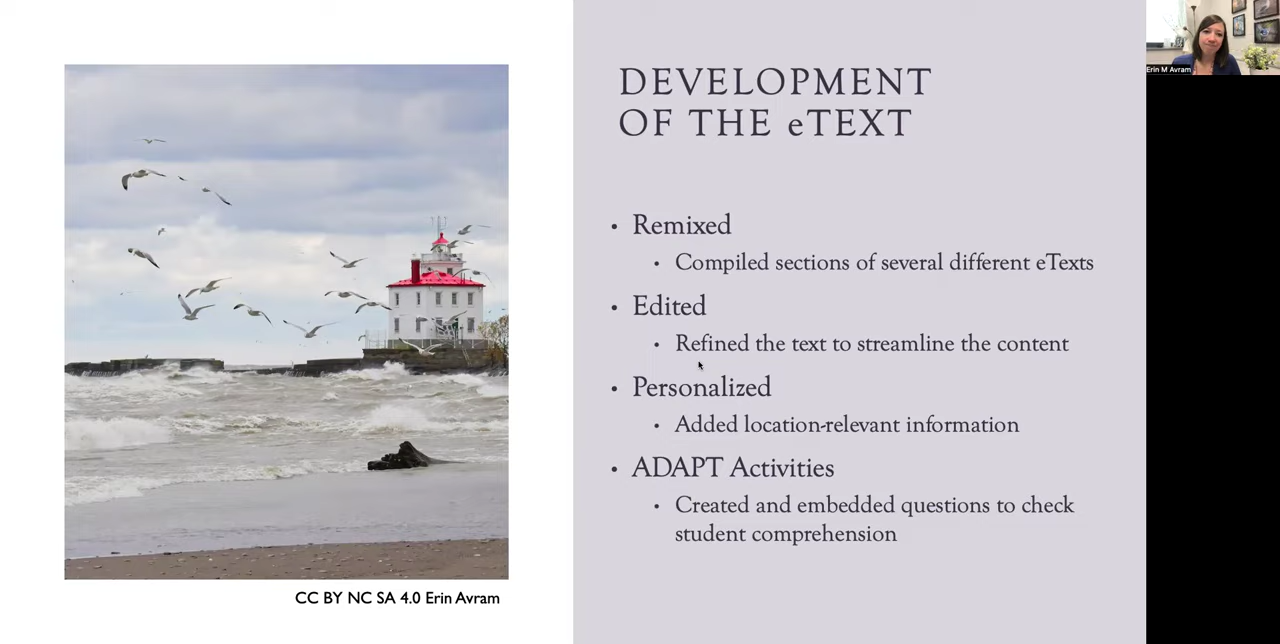 DEVELOPMENT
OF THE eTEXT
• Remixed
• Compiled sections of several different eTexts
• Edited
• Refined the text to streamline the content
• Personalized
• Added location-relevant information
• ADAPT Activities
• Created and embedded questions to check
student comprehension
CC BY NC SA 4.0 Erin Avram
Erin M Avram